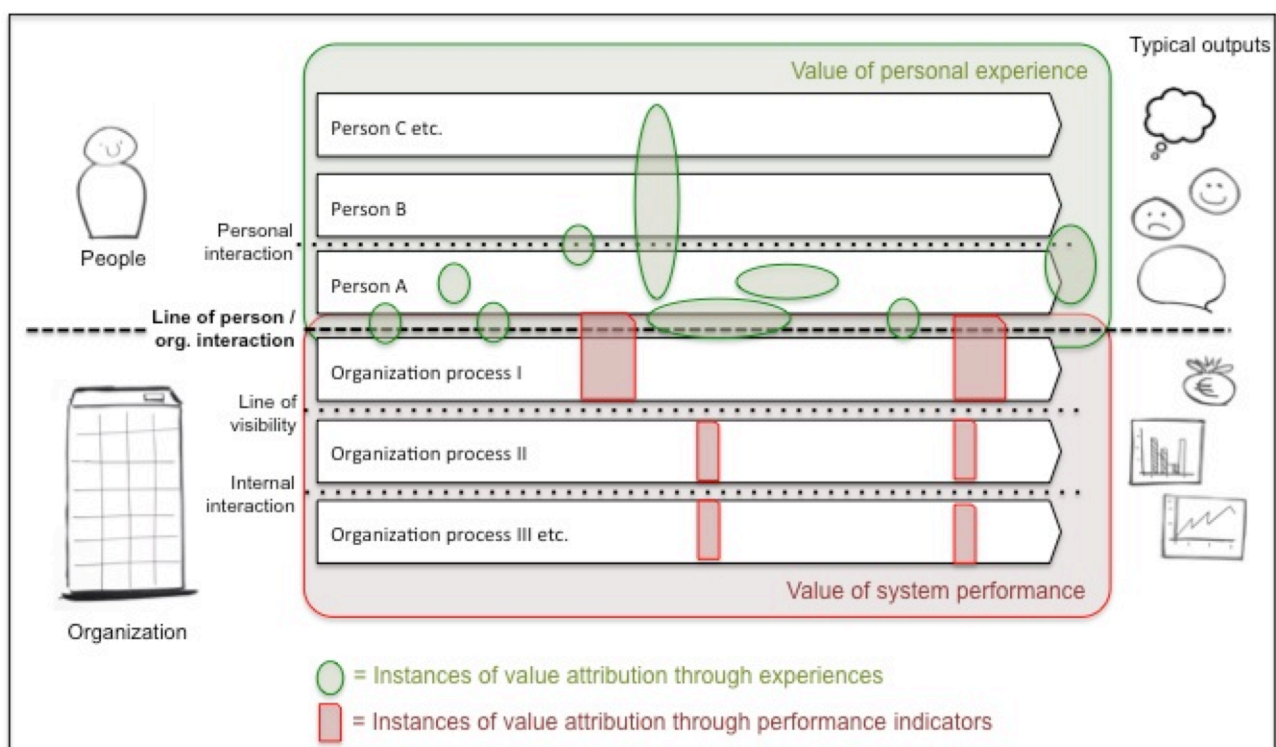 Typical outputs
Value of personal experience
Person C etc.
Person B
Personal
interaction
People
Person A
Line of person /
org. interaction
Organization process I
€
Line of
visibility
Organization process II
Internal
interaction
Organization process III etc.
Value of system performance
Organization
= Instances of value attribution through experiences
= Instances of value attribution through performance indicators